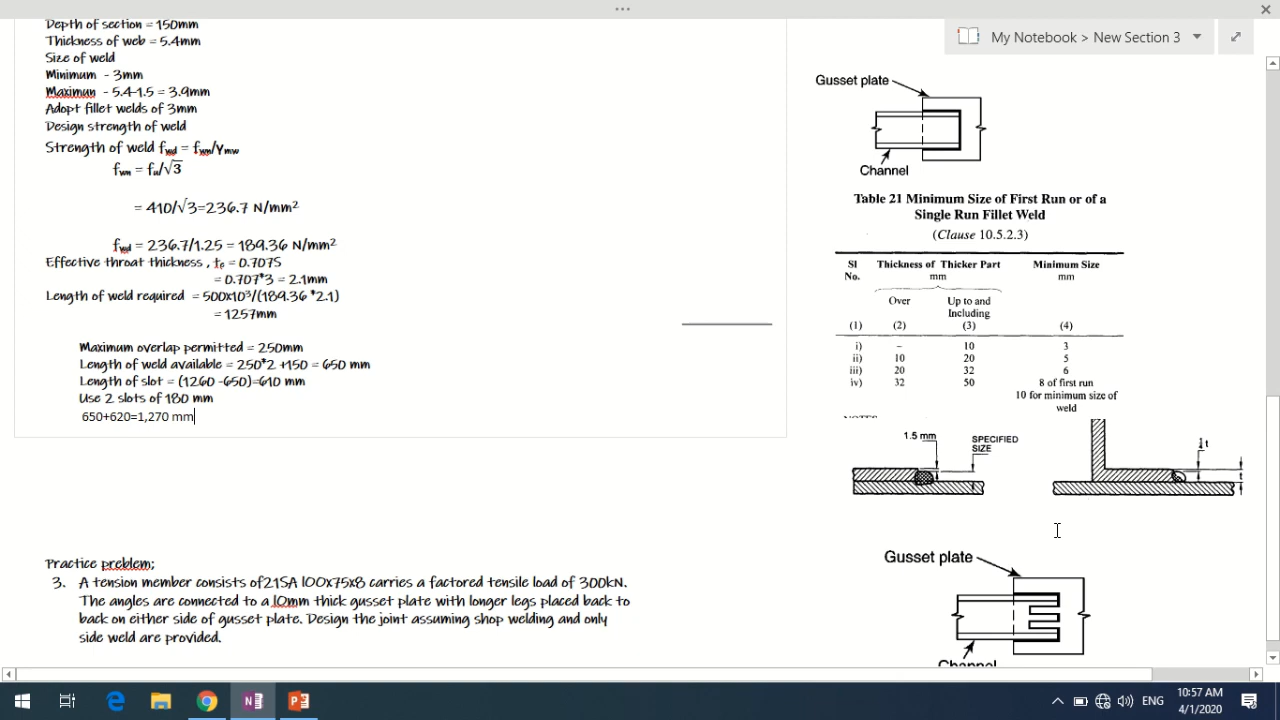 My Notebook > New Section 3
Depth of section = 150mm
Thickness of web = 5.4mm
Size of weld
Minimum - 3mm
Maximun - 5.4-1.5 = 3.9mm
Adopt fillet welds of 3mm
Design strength of weld
Strength of weld fwd = fwn/γmw
fwn = fu/√3
= 410/√3=236.7 N/mm²
fwd = 236.7/1.25 = 189.36 N/mm²
Effective throat thickness , te = 0.707S
= 0.707*3 = 2.1mm
Length of weld required = 500x10³/(189.36 *2.1)
= 1257mm
Maximum overlap permitted = 250mm
Length of weld available = 250*2 +150 = 650 mm
Length of slot = (1260 -650)=610 mm
Use 2 slots of 180 mm
650+620=1,270 mm
Practice problem;
3. A tension member consists of2ISA 100x75x8 carries a factored tensile load of 300kN.
The angles are connected to a 10mm thick gusset plate with longer legs placed back to
back on either side of gusset plate. Design the joint assuming shop welding and only
side weld are provided.
Gusset plate
Channel
Table 21 Minimum Size of First Run or of a
Single Run Fillet Weld
(Clause 10.5.2.3)
Sl Thickness of Thicker Part Minimum Size
No. mm mm
Over Up to and
Including
(1) (2) (3) (4)
i) – 10 3
ii) 10 20 5
iii) 20 32 6
iv) 32 50 8 of first run
10 for minimum size of
weld
1.5 mm SPECIFIED
SIZE
t
t
Gusset plate
Channel
ENG
10:57 AM
4/1/2020